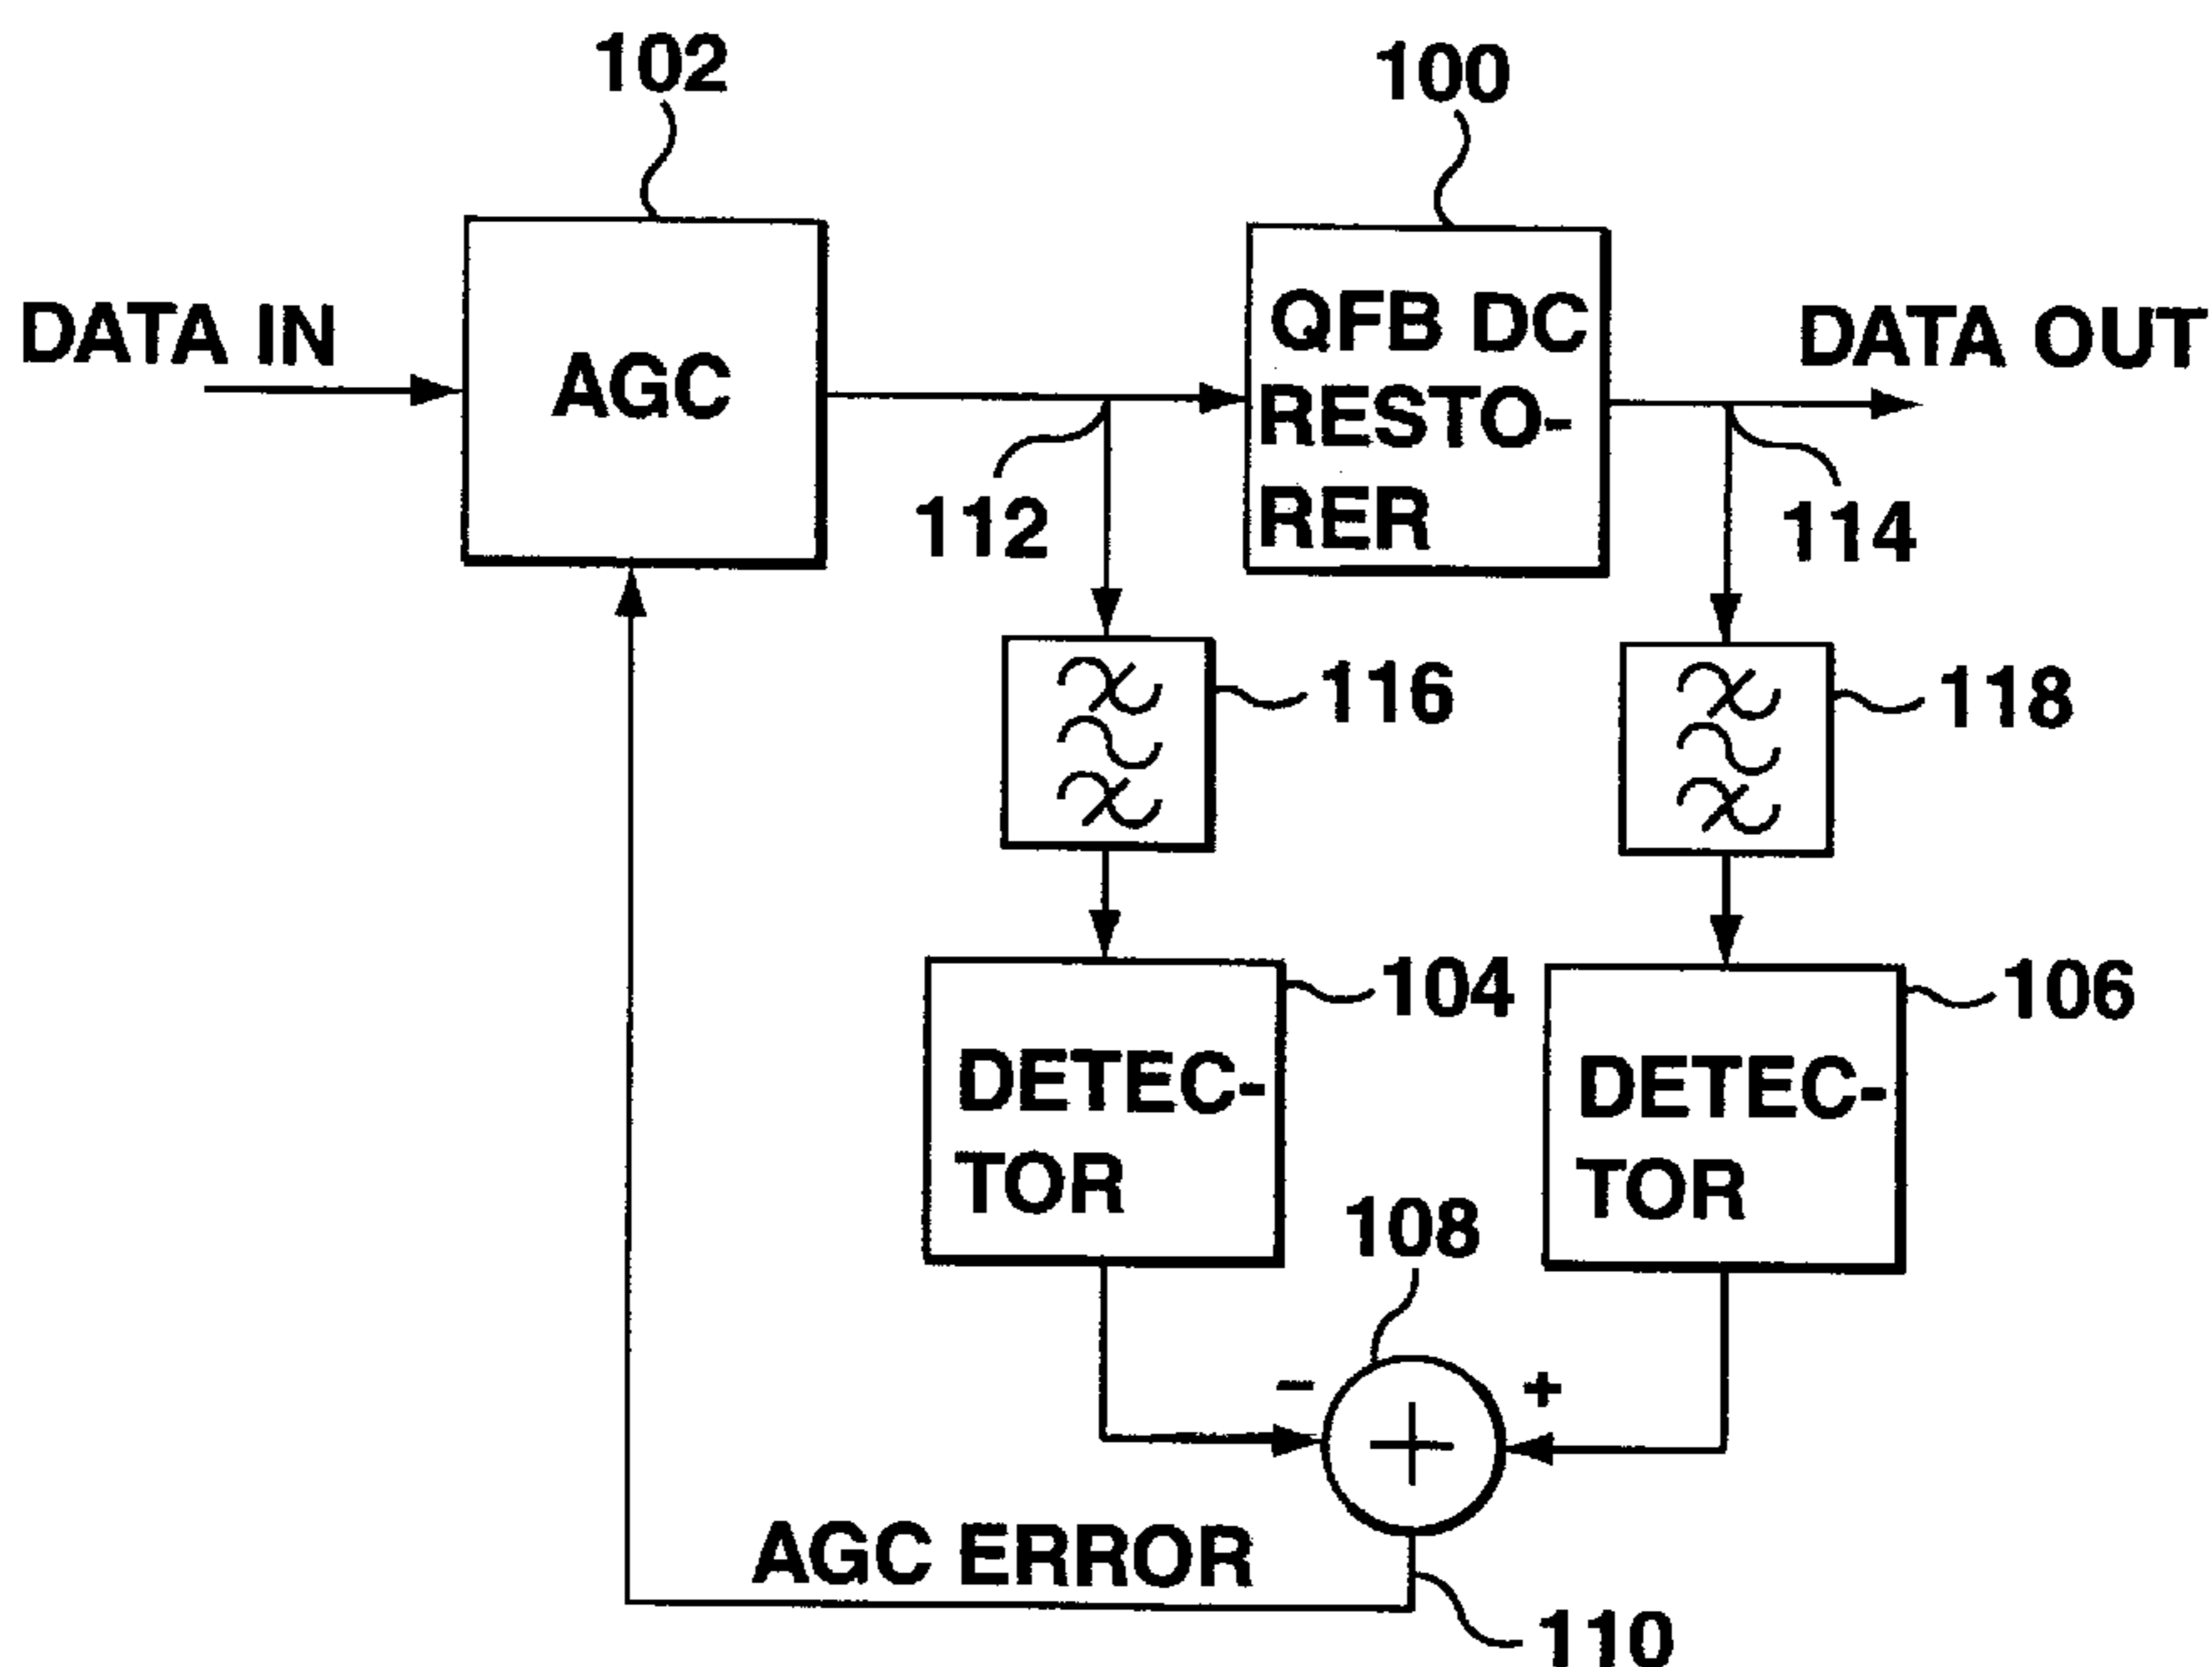 102
100
DATA IN
AGC
QFB DC
RESTO-
RER
DATA OUT
112
114
116
118
104
106
DETEC-
TOR
DETEC-
TOR
108
-
+
AGC ERROR
110